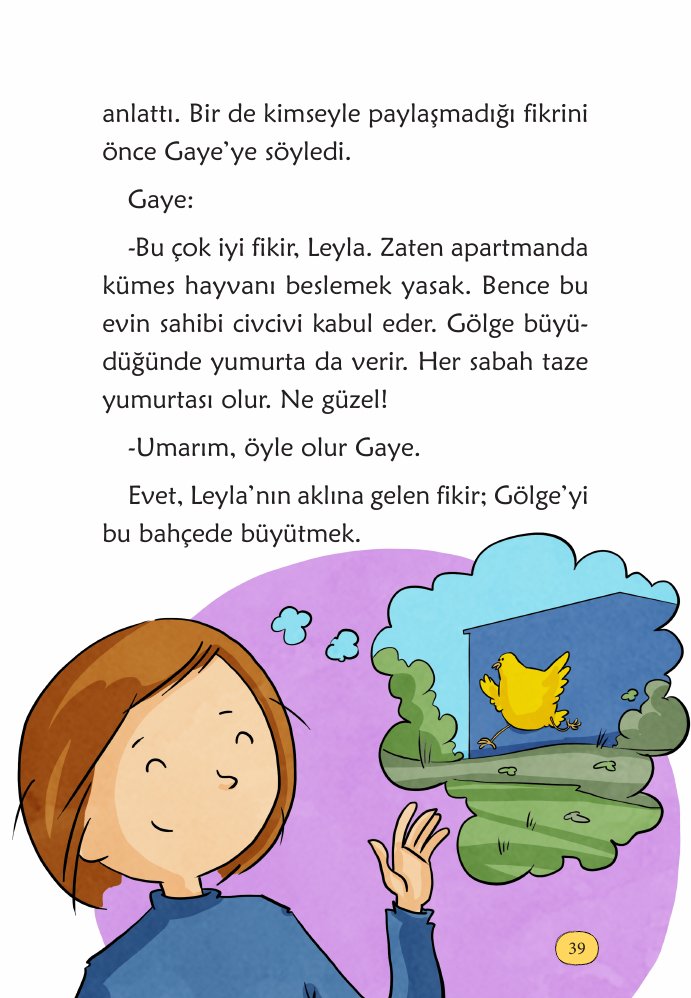 anlattı. Bir de kimseyle paylaşmadığı fikrini
önce Gaye’ye söyledi.
Gaye:
-Bu çok iyi fikir, Leyla. Zaten apartmanda
kümes hayvanı beslemek yasak. Bence bu
evin sahibi civcivi kabul eder. Gölge büyü-
düğünde yumurta da verir. Her sabah taze
yumurtası olur. Ne güzel!
-Umarım, öyle olur Gaye.
Evet, Leyla’nın aklına gelen fikir; Gölge’yi
bu bahçede büyütmek.
39